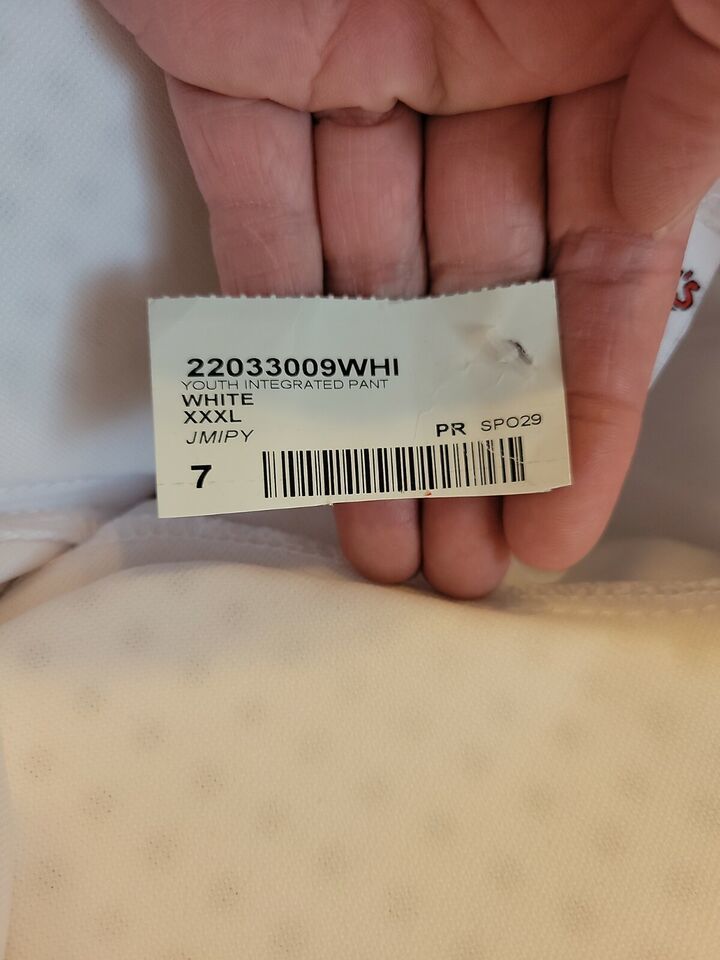 22033009WHI
YOUTH INTEGRATED PANT
WHITE
XXXL
JMIPY
PR SPO29
7
'S